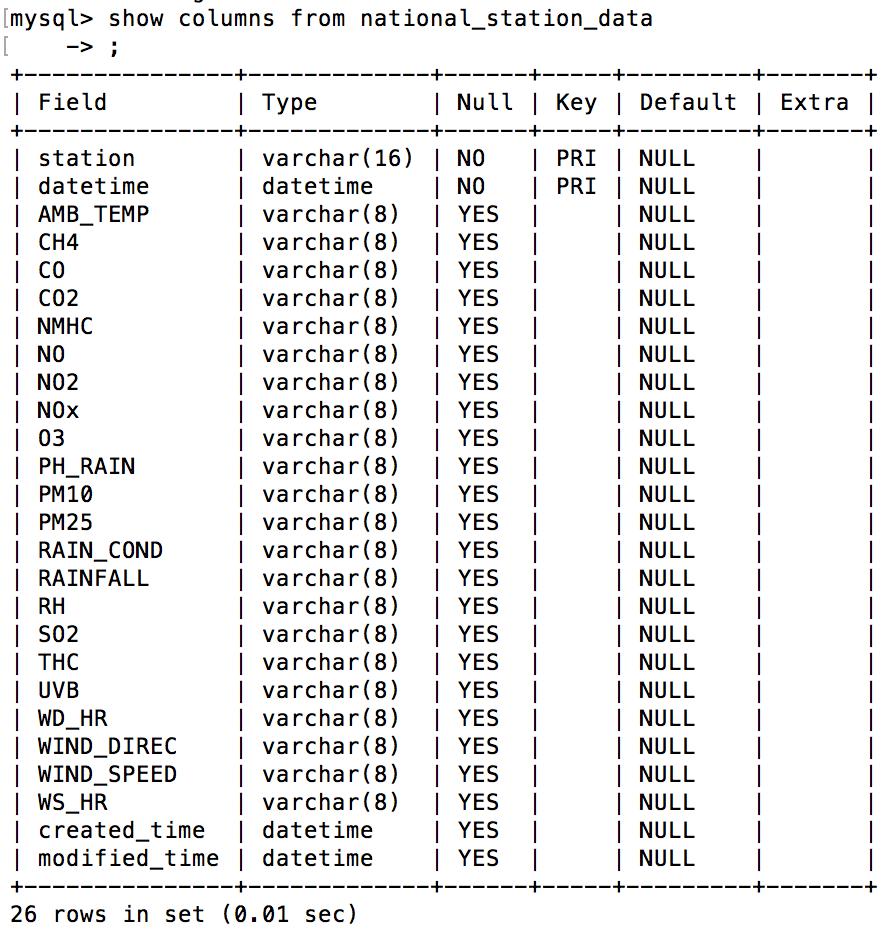 [mysql> show columns from national_station_data
[    -> ;
+----------------+-------------+------+-----+---------+-------+
| Field          | Type        | Null | Key | Default | Extra |
+----------------+-------------+------+-----+---------+-------+
| station        | varchar(16) | NO   | PRI | NULL    |       |
| datetime       | datetime    | NO   | PRI | NULL    |       |
| AMB_TEMP       | varchar(8)  | YES  |     | NULL    |       |
| CH4            | varchar(8)  | YES  |     | NULL    |       |
| CO             | varchar(8)  | YES  |     | NULL    |       |
| CO2            | varchar(8)  | YES  |     | NULL    |       |
| NMHC           | varchar(8)  | YES  |     | NULL    |       |
| NO             | varchar(8)  | YES  |     | NULL    |       |
| NO2            | varchar(8)  | YES  |     | NULL    |       |
| NOx            | varchar(8)  | YES  |     | NULL    |       |
| O3             | varchar(8)  | YES  |     | NULL    |       |
| PH_RAIN        | varchar(8)  | YES  |     | NULL    |       |
| PM10           | varchar(8)  | YES  |     | NULL    |       |
| PM25           | varchar(8)  | YES  |     | NULL    |       |
| RAIN_COND      | varchar(8)  | YES  |     | NULL    |       |
| RAINFALL       | varchar(8)  | YES  |     | NULL    |       |
| RH             | varchar(8)  | YES  |     | NULL    |       |
| SO2            | varchar(8)  | YES  |     | NULL    |       |
| THC            | varchar(8)  | YES  |     | NULL    |       |
| UVB            | varchar(8)  | YES  |     | NULL    |       |
| WD_HR          | varchar(8)  | YES  |     | NULL    |       |
| WIND_DIREC     | varchar(8)  | YES  |     | NULL    |       |
| WIND_SPEED     | varchar(8)  | YES  |     | NULL    |       |
| WS_HR          | varchar(8)  | YES  |     | NULL    |       |
| created_time   | datetime    | YES  |     | NULL    |       |
| modified_time | datetime    | YES  |     | NULL    |       |
+----------------+-------------+------+-----+---------+-------+
26 rows in set (0.01 sec)